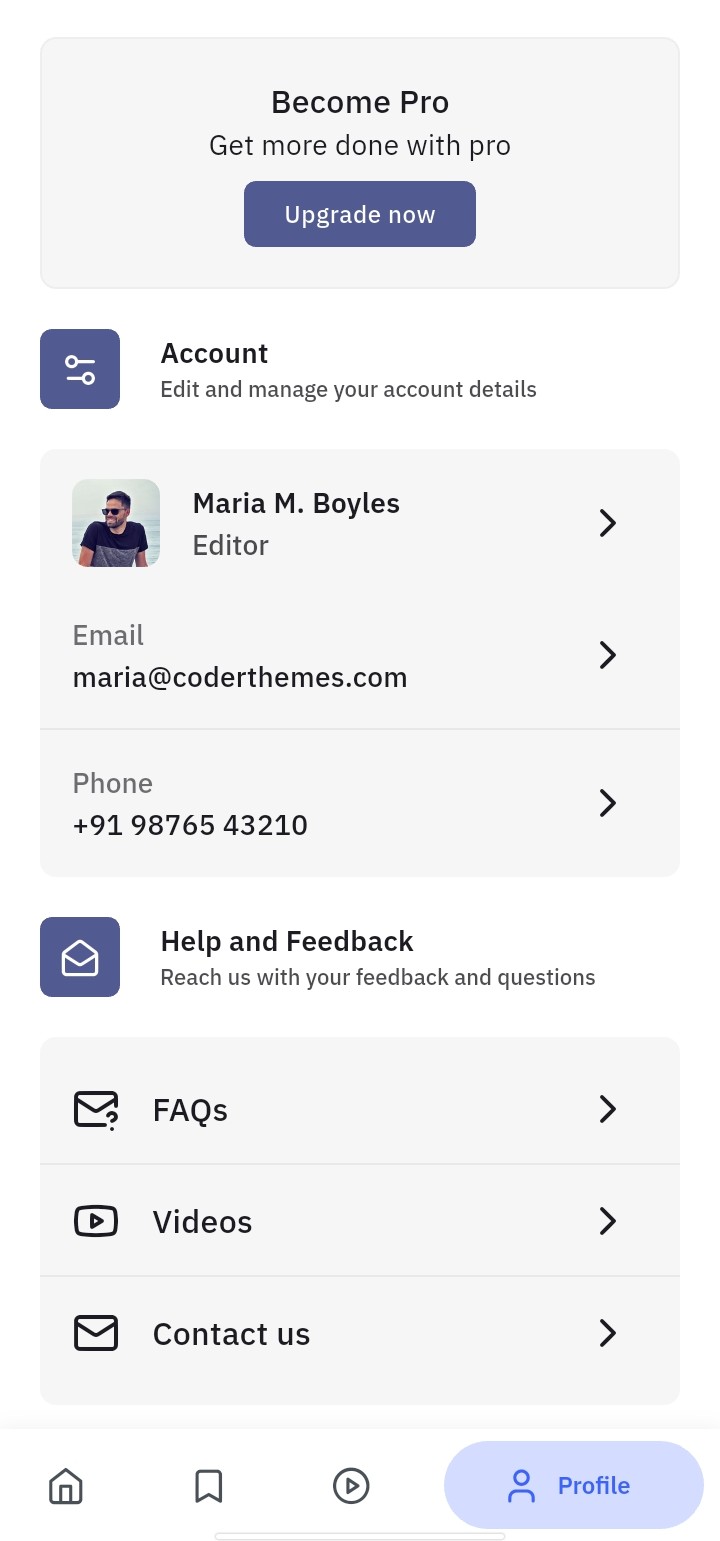 Become Pro
Get more done with pro
Upgrade now
Account
Edit and manage your account details
Maria M. Boyles
Editor
Email
maria@coderthemes.com
Phone
+91 98765 43210
Help and Feedback
Reach us with your feedback and questions
FAQs
Videos
Contact us
Profile